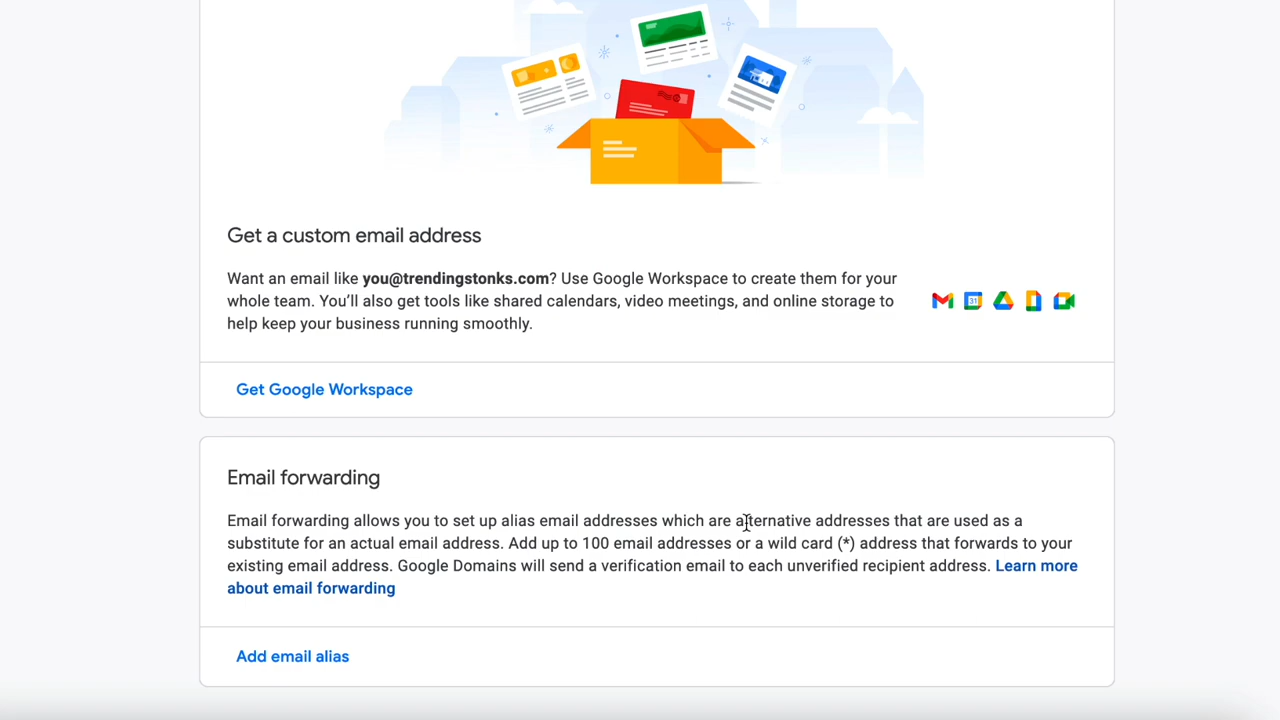 Get a custom email address
Want an email like you@trendingstonks.com? Use Google Workspace to create them for your
whole team. You’ll also get tools like shared calendars, video meetings, and online storage to
help keep your business running smoothly.
31
Get Google Workspace
Email forwarding
Email forwarding allows you to set up alias email addresses which are alternative addresses that are used as a
substitute for an actual email address. Add up to 100 email addresses or a wild card (*) address that forwards to your
existing email address. Google Domains will send a verification email to each unverified recipient address. Learn more
about email forwarding
Add email alias